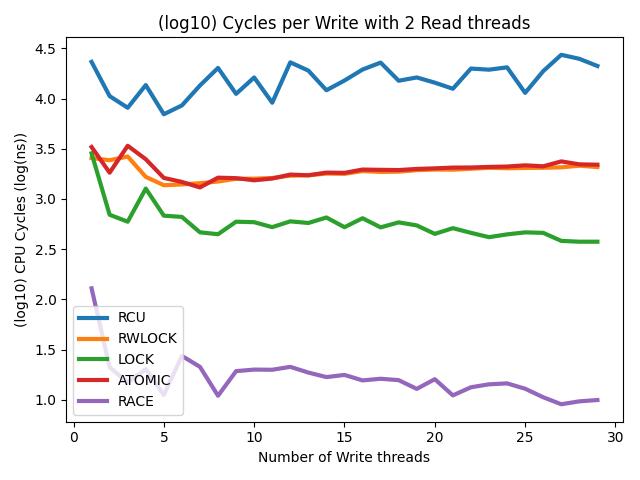 (log10) Cycles per Write with 2 Read threads
(log10) CPU Cycles (log(ns))
4.5
4.0
3.5
3.0
2.5
2.0
1.5
1.0
RCU
RWLOCK
LOCK
ATOMIC
RACE
0 5 10 15 20 25 30
Number of Write threads